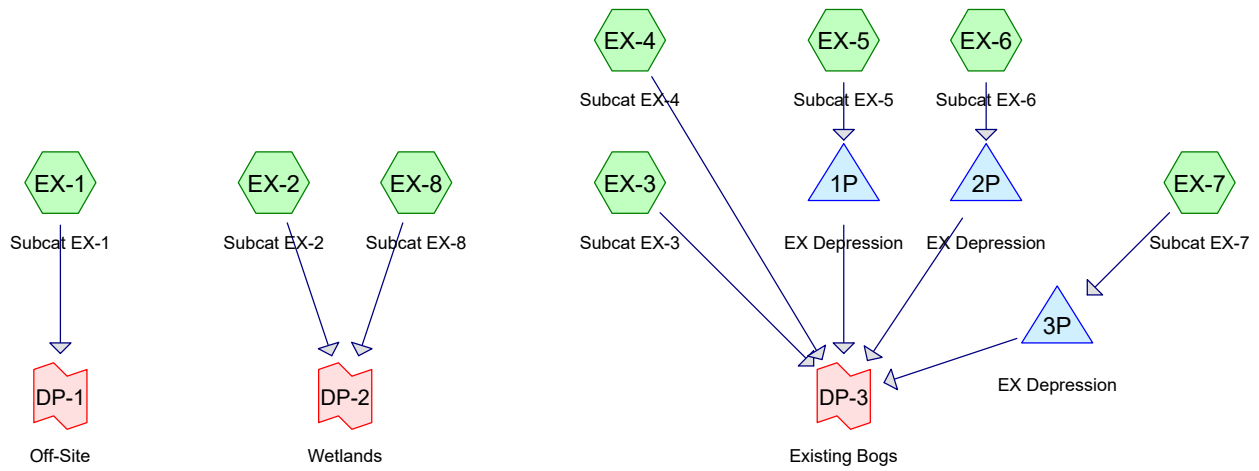 EX-4
EX-5
EX-6
Subcat EX-4
Subcat EX-5
Subcat EX-6
EX-1
EX-2
EX-8
EX-3
1P
2P
EX-7
Subcat EX-1
Subcat EX-2
Subcat EX-8
Subcat EX-3
EX Depression
EX Depression
Subcat EX-7
3P
EX Depression
DP-1
DP-2
DP-3
Off-Site
Wetlands
Existing Bogs